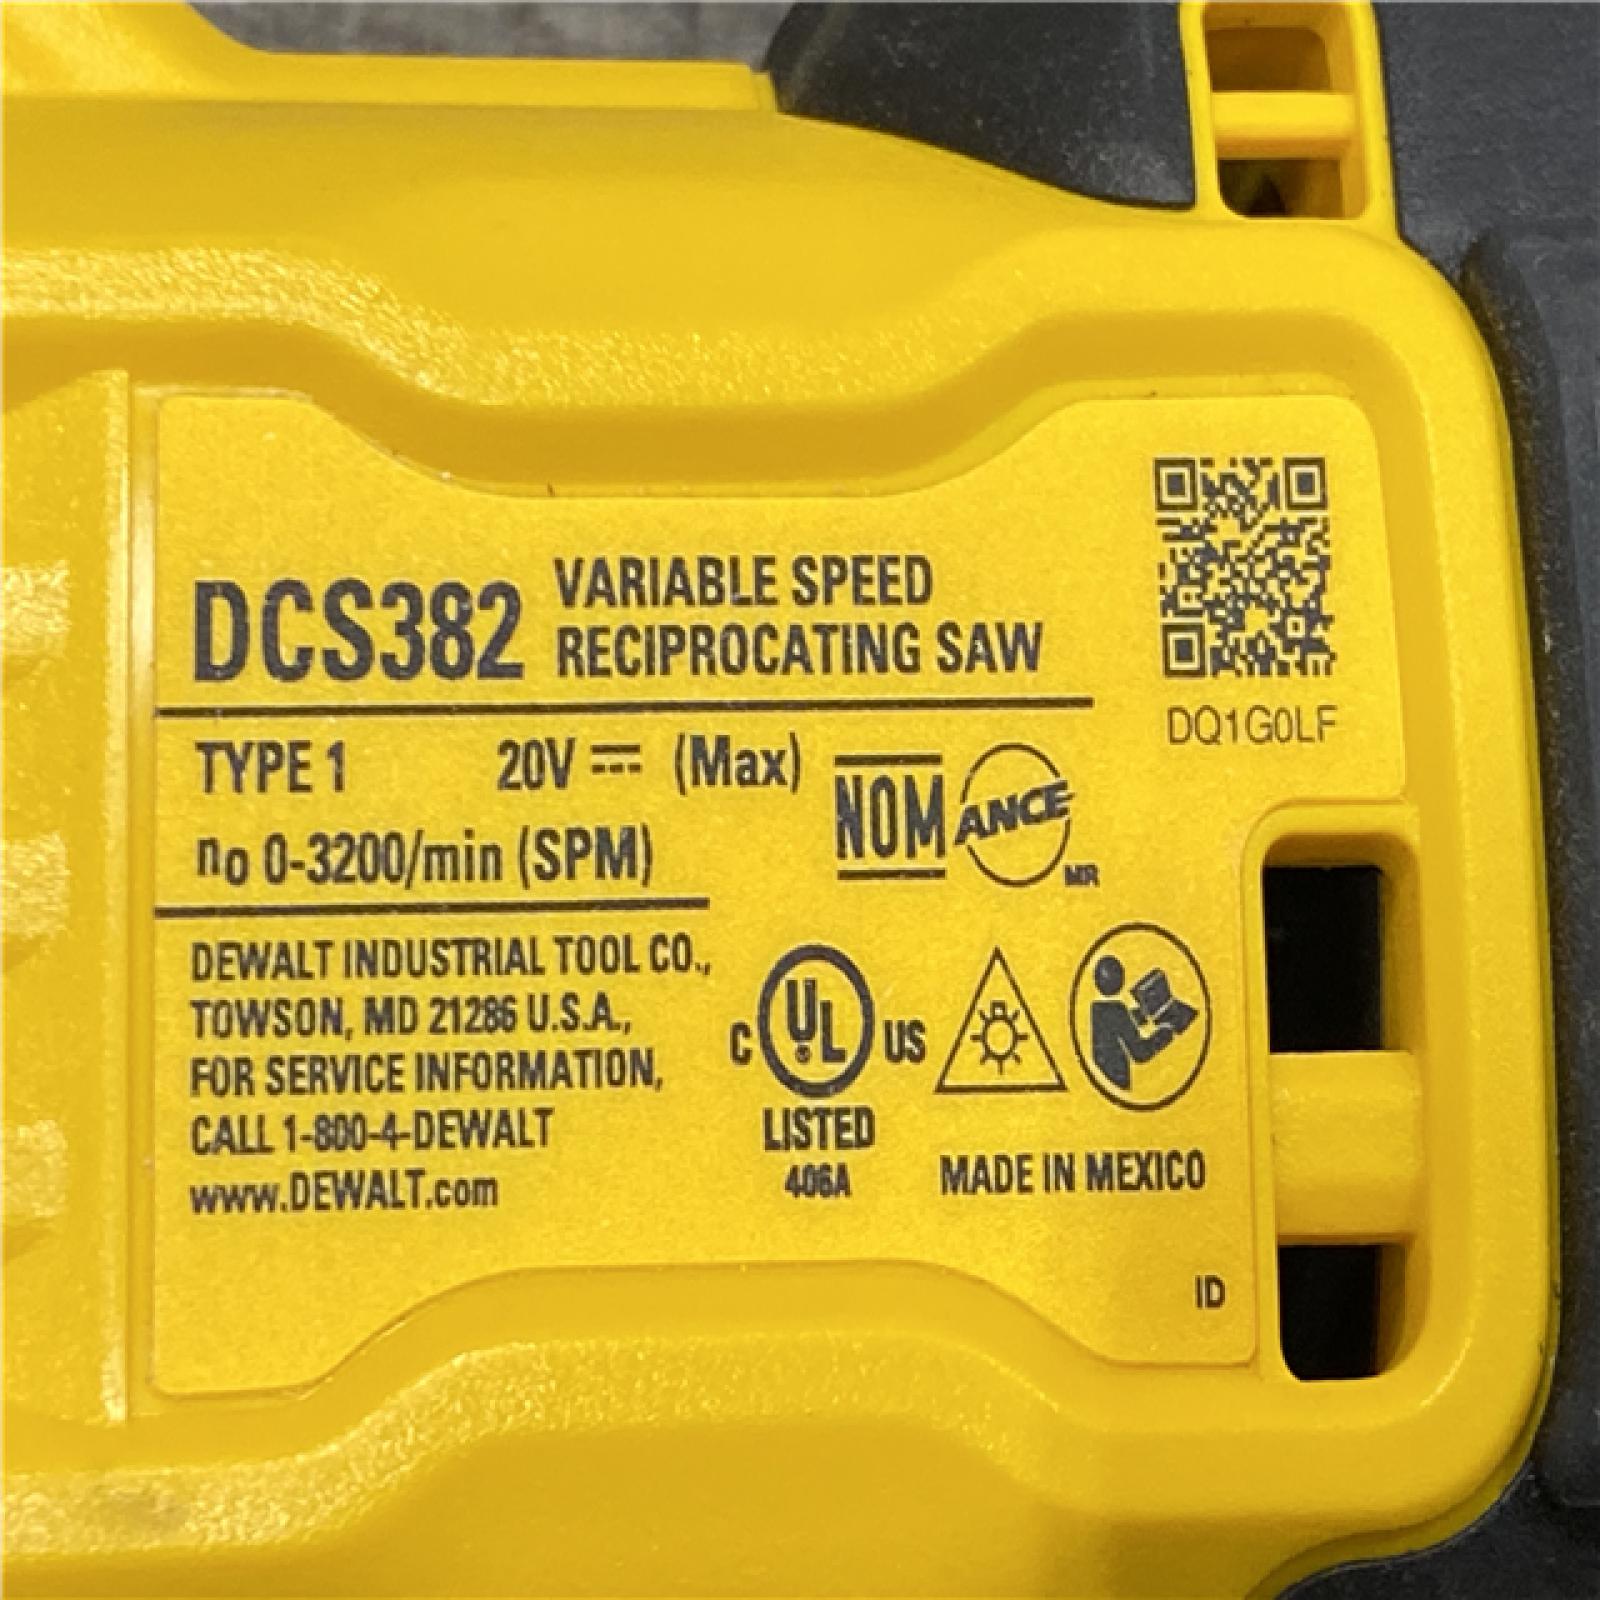 DCS382 VARIABLE SPEED
RECIPROCATING SAW
DQ1G0LF
TYPE 1 20V ⎓ (Max)
no 0-3200/min (SPM)
NOM ANCE
MR
DEWALT INDUSTRIAL TOOL CO.,
TOWSON, MD 21286 U.S.A.,
FOR SERVICE INFORMATION,
CALL 1-800-4-DEWALT
www.DEWALT.com
C UL® US
LISTED
406A
MADE IN MEXICO
ID